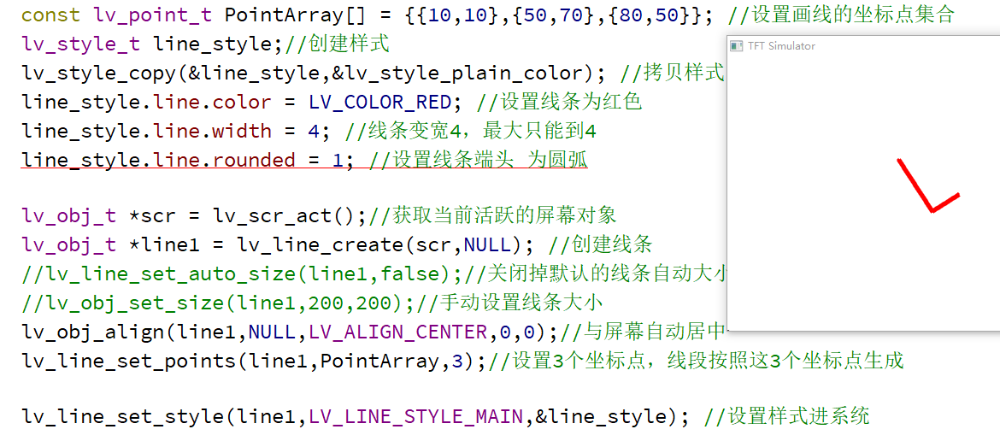 const lv_point_t PointArray[] = {{10,10},{50,70},{80,50}}; //设置画线的坐标点集合
lv_style_t line_style;//创建样式
TFT Simulator
lv_style_copy(&line_style,&lv_style_plain_color); //拷贝样式
line_style.line.color = LV_COLOR_RED; //设置线条为红色
line_style.line.width = 4; //线条变宽4，最大只能到4
line_style.line.rounded = 1; //设置线条端头 为圆弧
lv_obj_t *scr = lv_scr_act();//获取当前活跃的屏幕对象
lv_obj_t *line1 = lv_line_create(scr,NULL); //创建线条
//lv_line_set_auto_size(line1,false);//关闭掉默认的线条自动大小
//lv_obj_set_size(line1,200,200);//手动设置线条大小
lv_obj_align(line1,NULL,LV_ALIGN_CENTER,0,0);//与屏幕自动居中
lv_line_set_points(line1,PointArray,3);//设置3个坐标点，线段按照这3个坐标点生成
lv_line_set_style(line1,LV_LINE_STYLE_MAIN,&line_style); //设置样式进系统